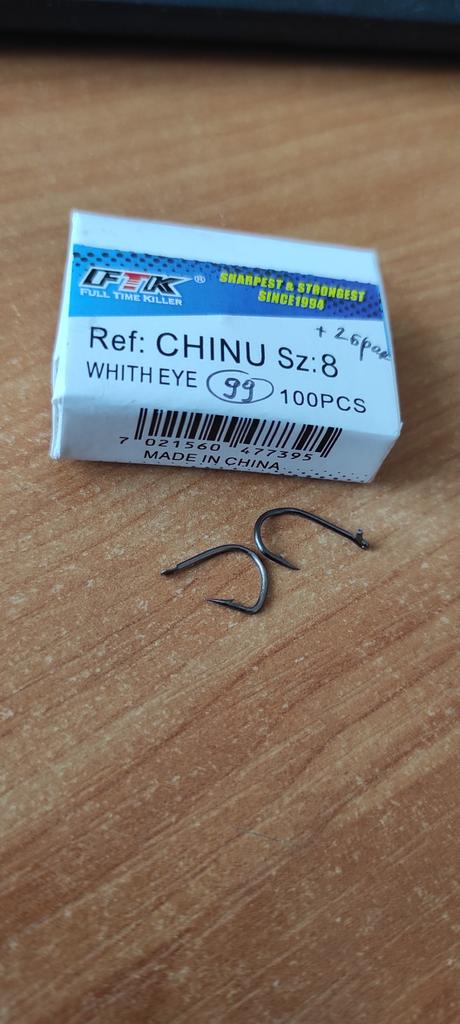 FTK®
FULL TIME KILLER
SHARPEST & STRONGEST
SINCE1994
Ref: CHINU Sz:8
WHITH EYE 99 100PCS
7 021560 477395
MADE IN CHINA